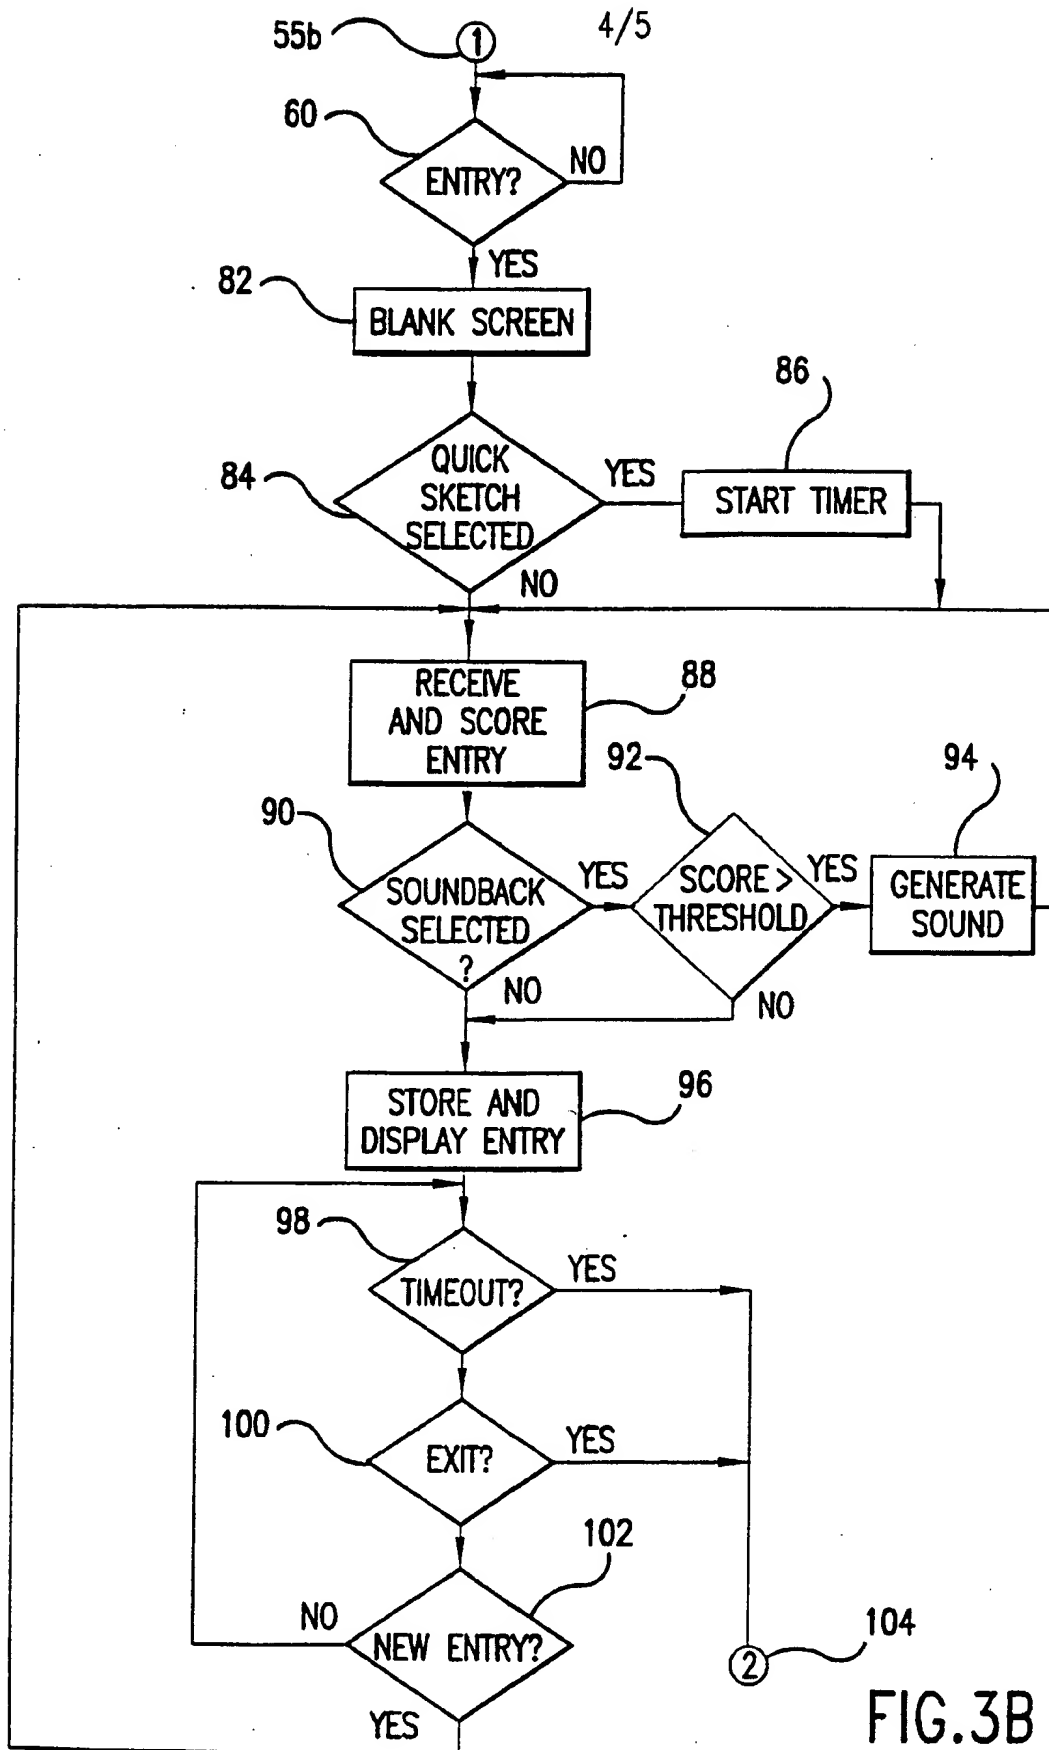 55b
1
4/5
60
ENTRY?
NO
YES
82
BLANK SCREEN
86
84
QUICK
SKETCH
SELECTED
YES
START TIMER
NO
RECEIVE
AND SCORE
ENTRY
88
92
94
90
SOUNDBACK
SELECTED
?
YES
SCORE >
THRESHOLD
YES
GENERATE
SOUND
NO
NO
STORE AND
DISPLAY ENTRY
96
98
TIMEOUT?
YES
100
EXIT?
YES
102
NO
NEW ENTRY?
YES
2
104
FIG.3B